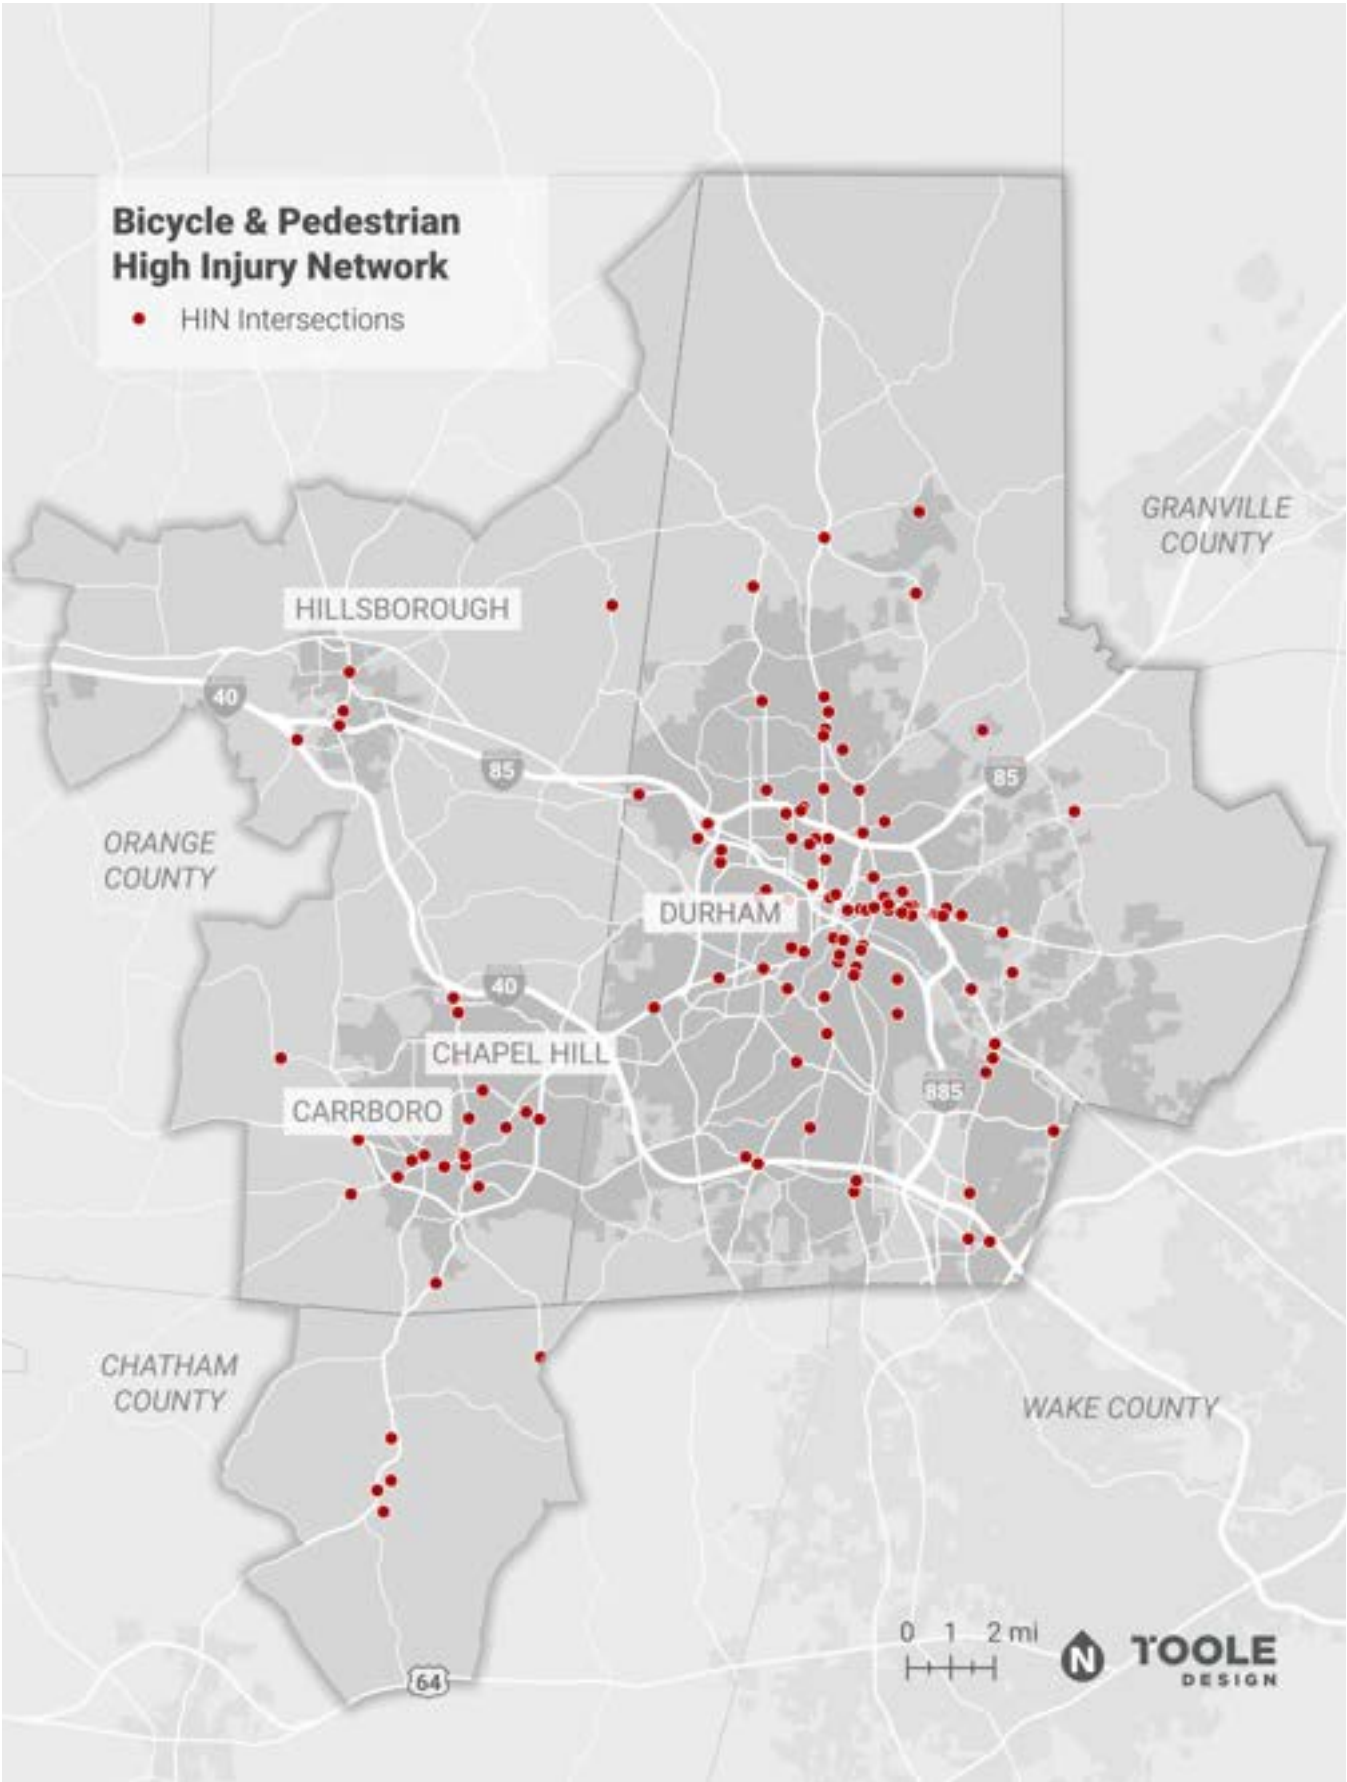 Bicycle & Pedestrian
High Injury Network
HIN Intersections
GRANVILLE
COUNTY
HILLSBOROUGH
40
85
85
ORANGE
COUNTY
DURHAM
40
CHAPEL HILL
885
CARRBORO
CHATHAM
COUNTY
WAKE COUNTY
0 1 2 mi
N
TOOLE
DESIGN
64